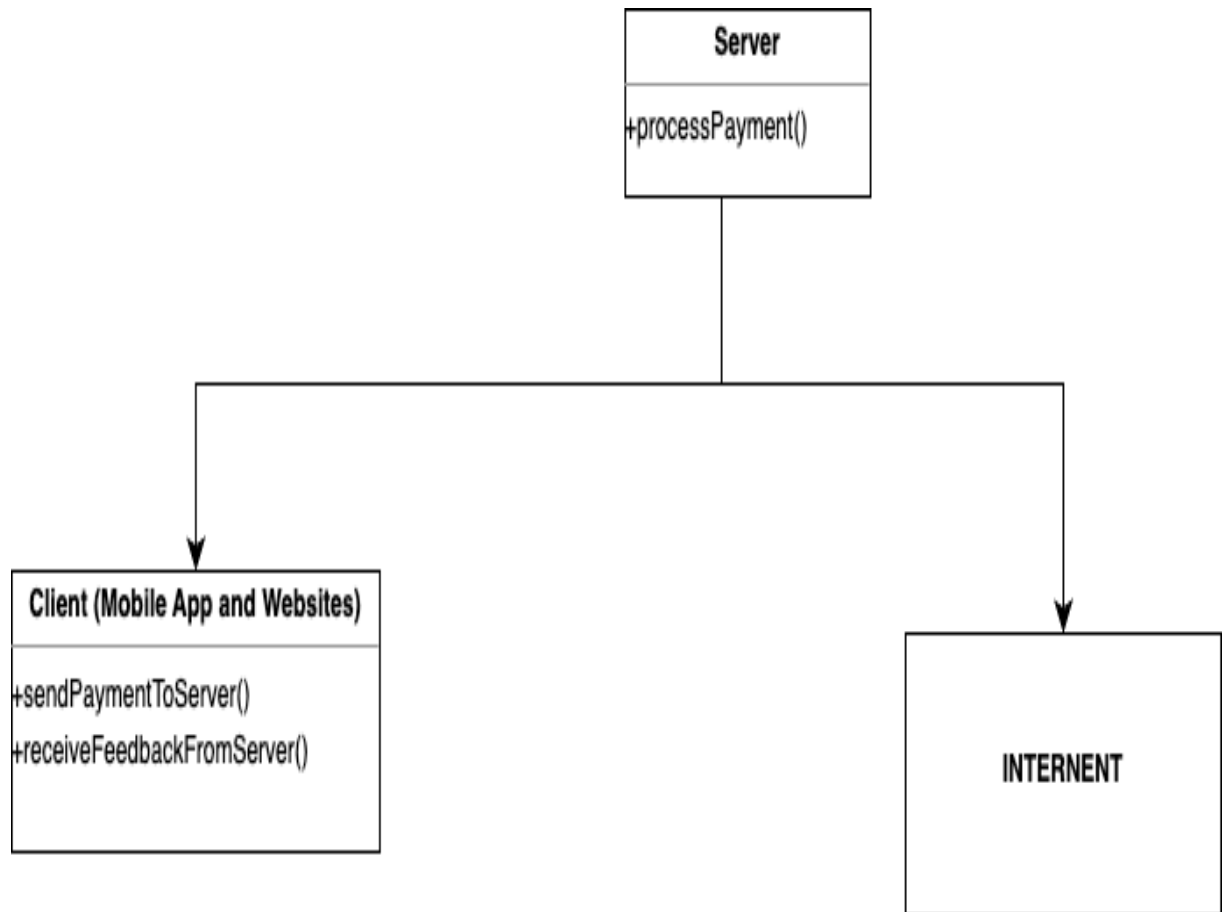 Server
+processPayment()
Client (Mobile App and Websites)
+sendPaymentToServer()
+receiveFeedbackFromServer()
INTERNENT